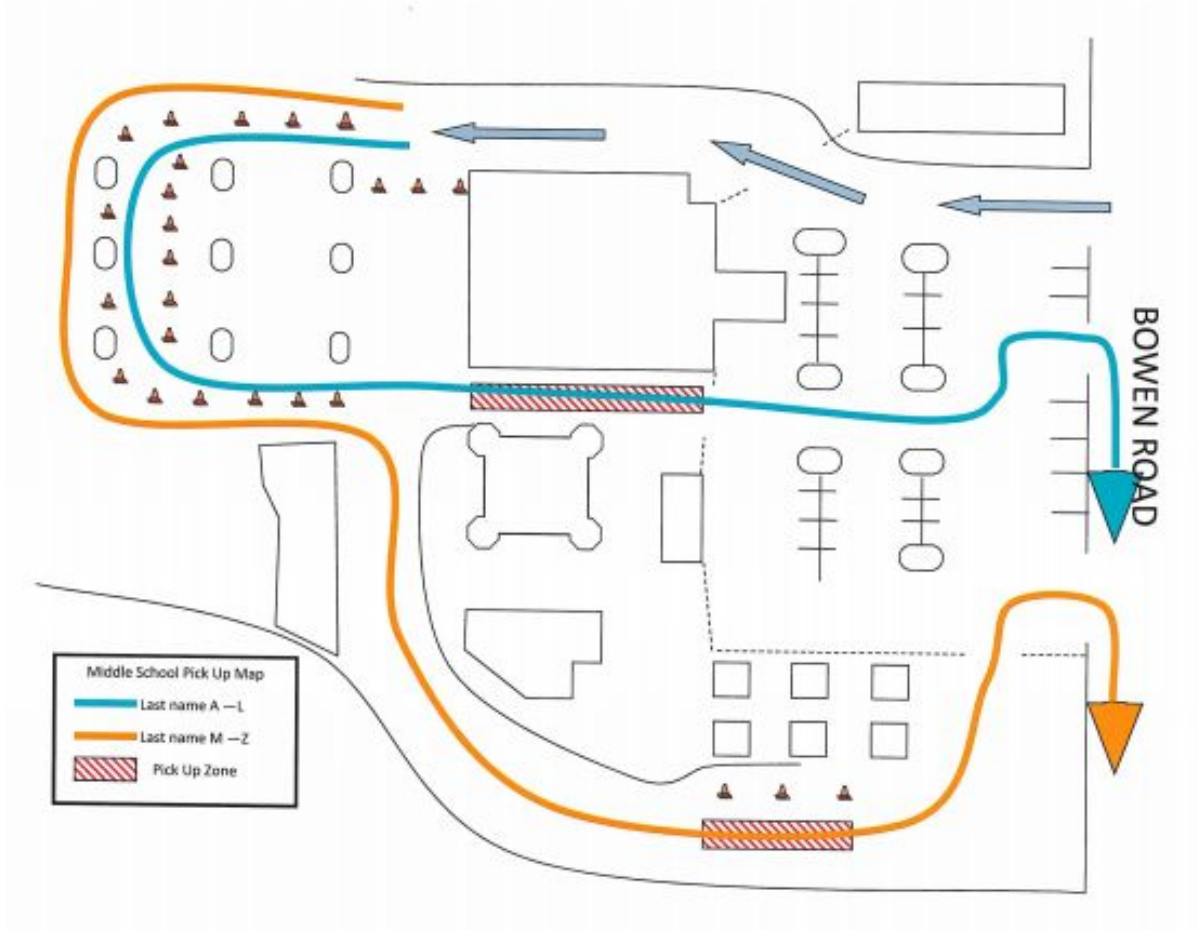 BOWEN ROAD
Middle School Pick Up Map
Last name A —L
Last name M —Z
Pick Up Zone